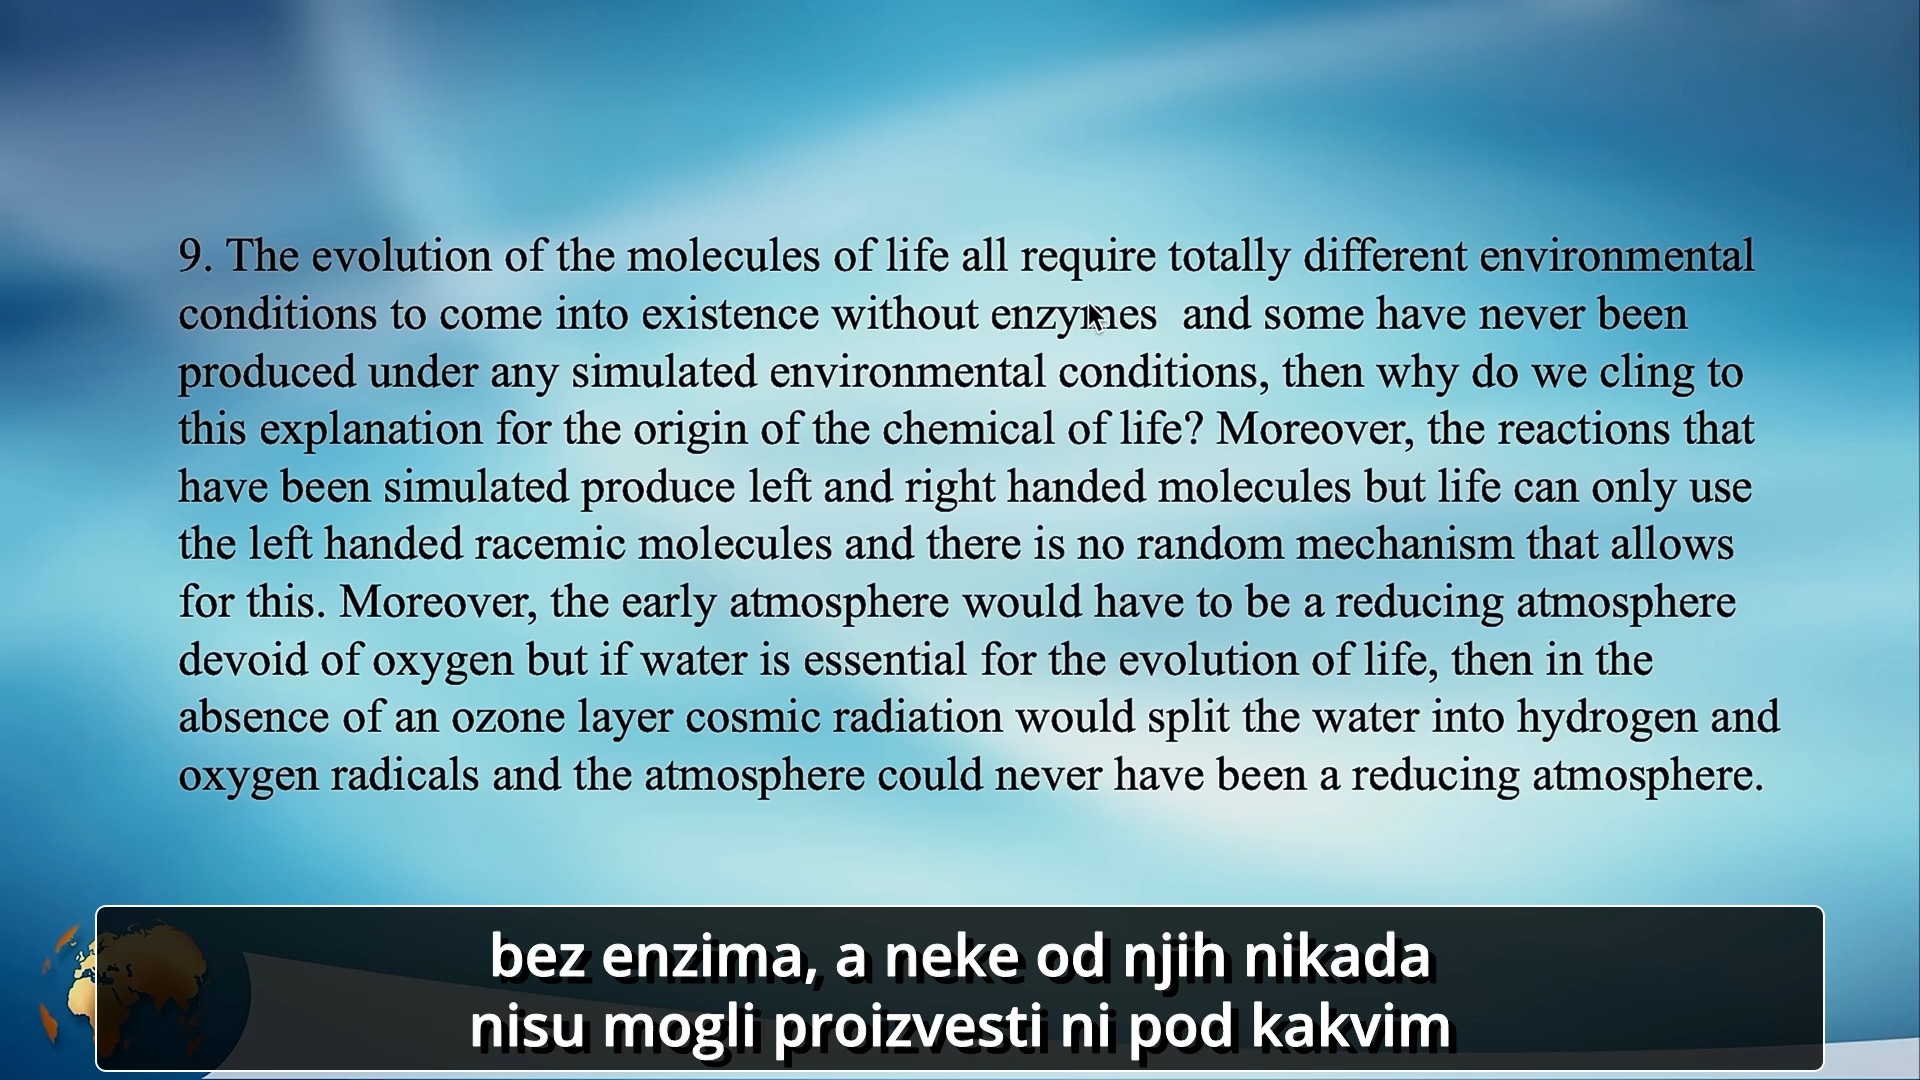 9. The evolution of the molecules of life all require totally different environmental
conditions to come into existence without enzymes and some have never been
produced under any simulated environmental conditions, then why do we cling to
this explanation for the origin of the chemical of life? Moreover, the reactions that
have been simulated produce left and right handed molecules but life can only use
the left handed racemic molecules and there is no random mechanism that allows
for this. Moreover, the early atmosphere would have to be a reducing atmosphere
devoid of oxygen but if water is essential for the evolution of life, then in the
absence of an ozone layer cosmic radiation would split the water into hydrogen and
oxygen radicals and the atmosphere could never have been a reducing atmosphere.
bez enzima, a neke od njih nikada
nisu mogli proizvesti ni pod kakvim